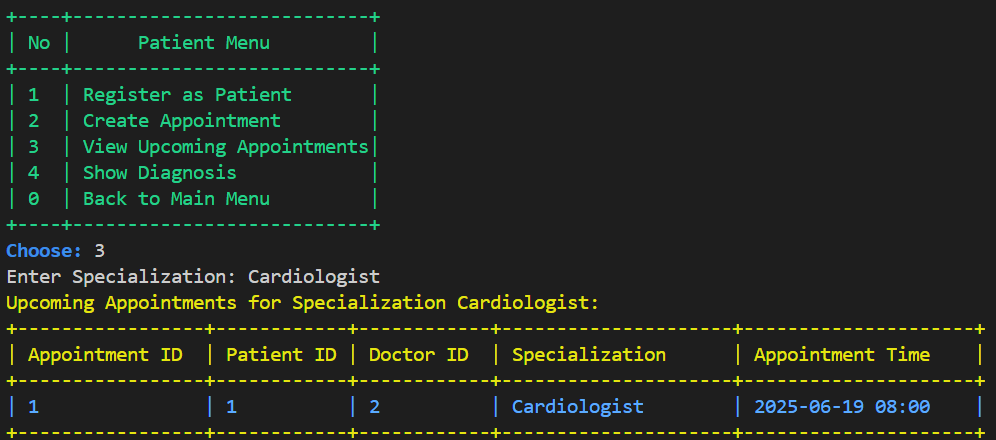 +----+---------------------------+
| No |      Patient Menu         |
+----+---------------------------+
| 1  | Register as Patient       |
| 2  | Create Appointment        |
| 3  | View Upcoming Appointments|
| 4  | Show Diagnosis            |
| 0  | Back to Main Menu         |
+----+---------------------------+
Choose: 3
Enter Specialization: Cardiologist
Upcoming Appointments for Specialization Cardiologist:
+-----------------+------------+------------+---------------------+---------------------+
| Appointment ID  | Patient ID | Doctor ID  | Specialization      | Appointment Time    |
+-----------------+------------+------------+---------------------+---------------------+
| 1               | 1          | 2          | Cardiologist        | 2025-06-19 08:00    |
+-----------------+------------+------------+---------------------+---------------------+